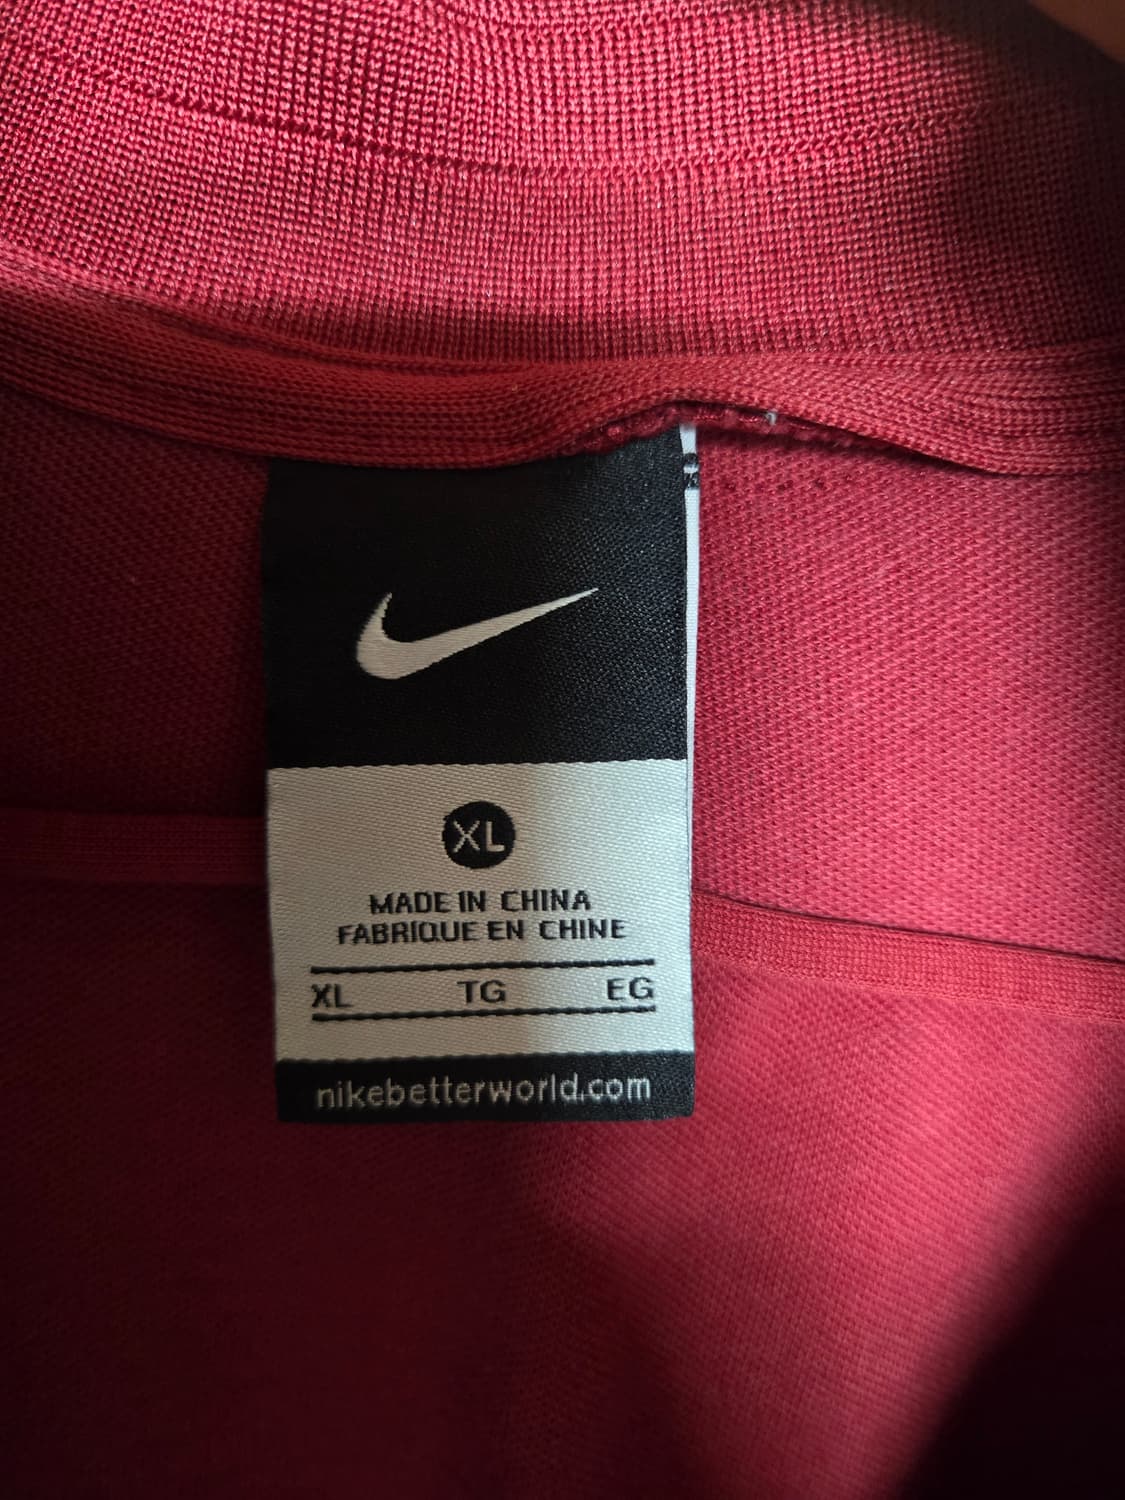 XL
MADE IN CHINA
FABRIQUE EN CHINE
XL TG EG
nikebetterworld.com